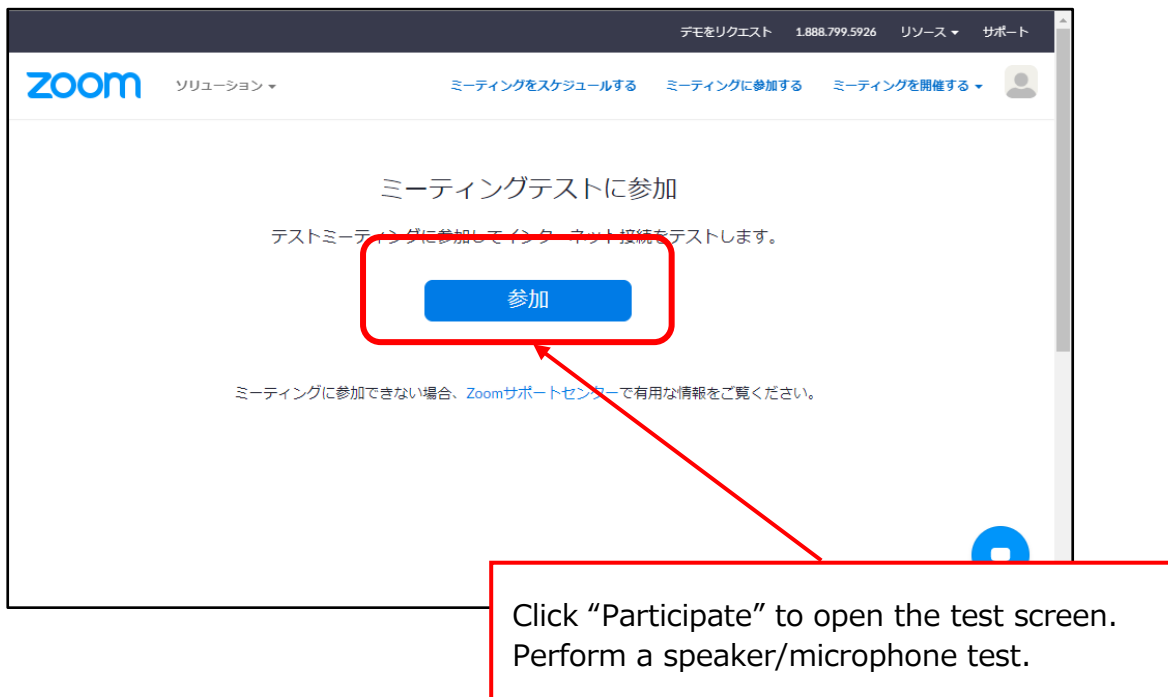 デモをリクエスト 1.888.799.5926 リソース サポート
zoom ソリューション ミーティングをスケジュールする ミーティングに参加する ミーティングを開催する
ミーティングテストに参加
テストミーティングに参加してインターネット接続をテストします。
参加
ミーティングに参加できない場合、Zoomサポートセンターで有用な情報をご覧ください。
Click “Participate” to open the test screen.
Perform a speaker/microphone test.